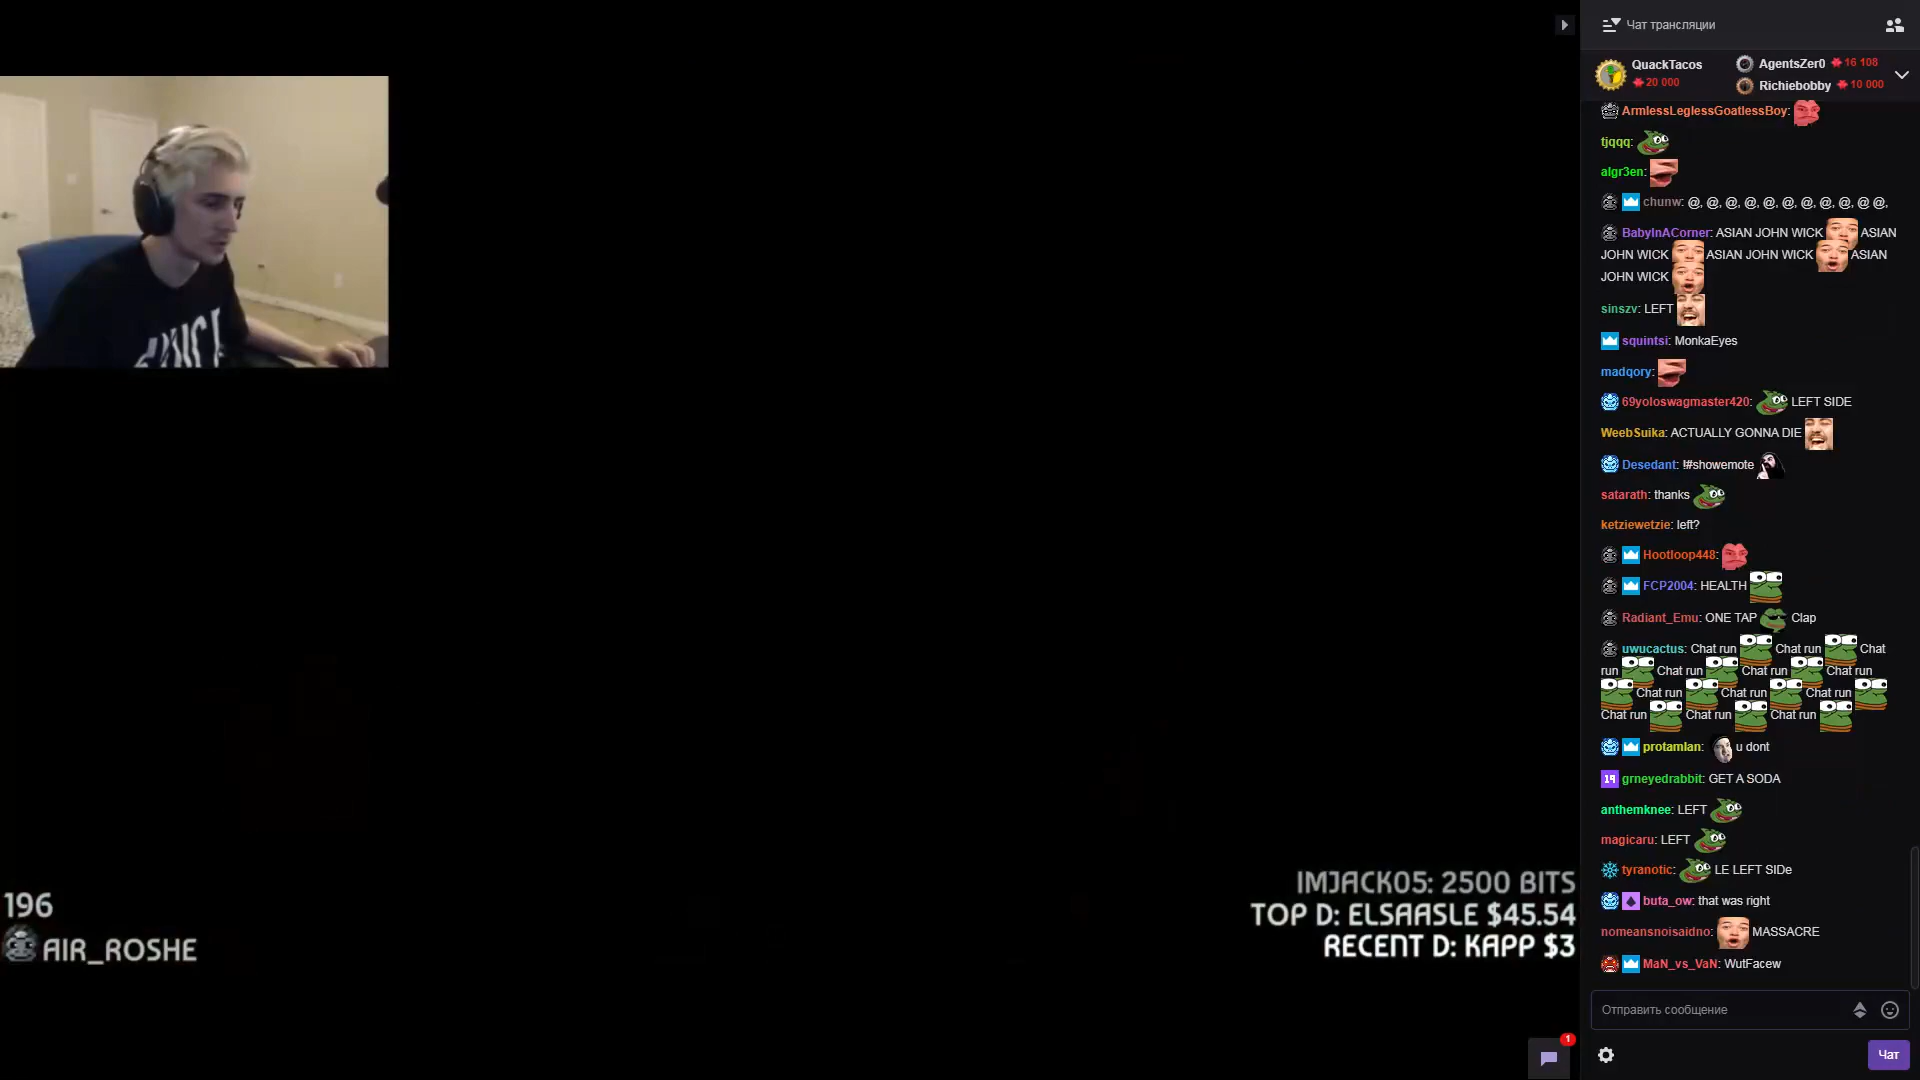 Чат трансляции
QuackTacos
20 000
AgentsZer0 16 108
Richiebobby 10 000
ArmlessLeglessGoatlessBoy:
tjqqq:
algr3en:
chunw: @, @, @, @, @, @, @, @, @, @ @,
BabyInACorner: ASIAN JOHN WICK ASIAN
JOHN WICK ASIAN JOHN WICK ASIAN
JOHN WICK
sinszv: LEFT
squintsi: MonkaEyes
madqory:
69yoloswagmaster420: LEFT SIDE
WeebSuika: ACTUALLY GONNA DIE
Desedant: !#showemote
satarath: thanks
ketziewetzie: left?
Hootloop448:
FCP2004: HEALTH
Radiant_Emu: ONE TAP Clap
uwucactus: Chat run Chat run Chat
run Chat run Chat run Chat run
Chat run Chat run Chat run
Chat run Chat run Chat run
protamlan: u dont
19 grneyedrabbit: GET A SODA
anthemknee: LEFT
magicaru: LEFT
tyranotic: LE LEFT SIDe
buta_ow: that was right
nomeansnoisaidno: MASSACRE
MaN_vs_VaN: WutFacew
Отправить сообщение
Чат
1
196
AIR_ROSHE
IMJACK05: 2500 BITS
TOP D: ELSAASLE $45.54
RECENT D: KAPP $3